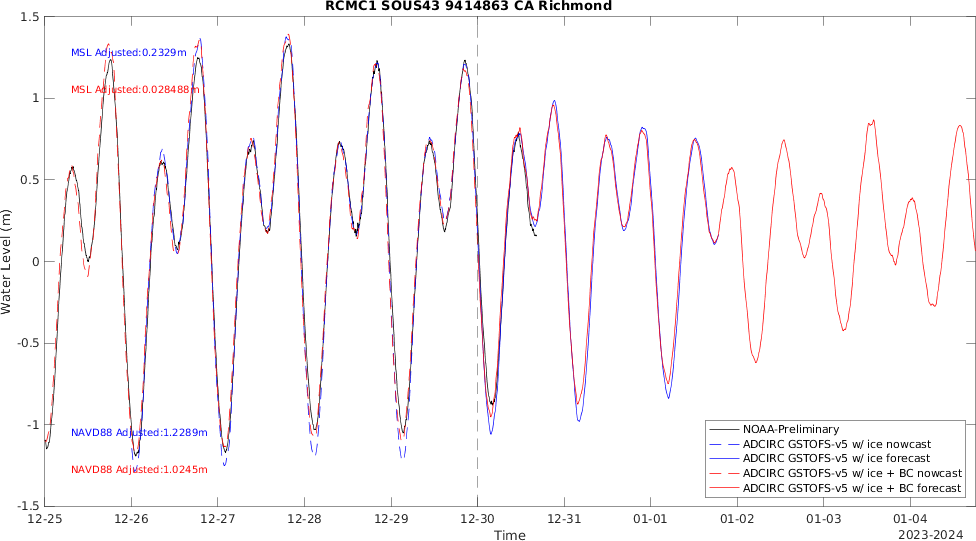 RCMC1 SOUS43 9414863 CA Richmond
1.5
1
0.5
0
-0.5
-1
-1.5
Water Level (m)
MSL Adjusted:0.2329m
MSL Adjusted:0.028488m
NAVD88 Adjusted:1.2289m
NAVD88 Adjusted:1.0245m
NOAA-Preliminary
ADCIRC GSTOFS-v5 w/ ice nowcast
ADCIRC GSTOFS-v5 w/ ice forecast
ADCIRC GSTOFS-v5 w/ ice + BC nowcast
ADCIRC GSTOFS-v5 w/ ice + BC forecast
12-25 12-26 12-27 12-28 12-29 12-30 12-31 01-01 01-02 01-03 01-04
Time
2023-2024